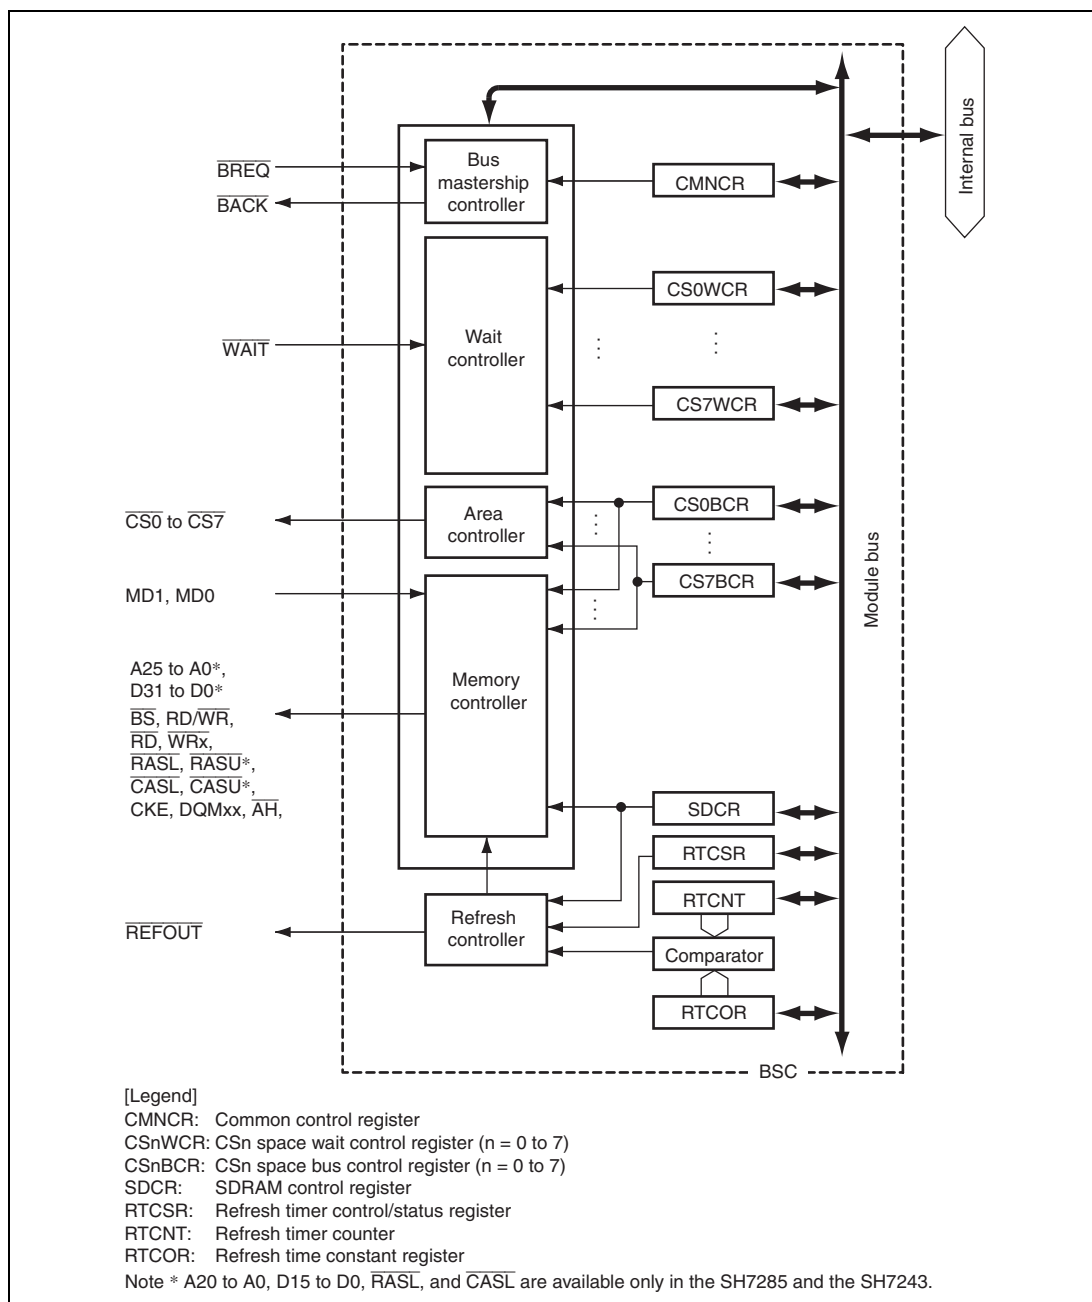 Internal bus
BREQ
BACK
Bus
mastership
controller
CMNCR
CS0WCR
WAIT
Wait
controller
CS7WCR
CS0 to CS7
Area
controller
CS0BCR
CS7BCR
Module bus
MD1, MD0
A25 to A0*,
D31 to D0*
BS, RD/WR,
RD, WRx,
RASL, RASU*,
CASL, CASU*,
CKE, DQMxx, AH,
Memory
controller
SDCR
RTCSR
RTCNT
REFOUT
Refresh
controller
Comparator
RTCOR
BSC
[Legend]
CMNCR: Common control register
CSnWCR: CSn space wait control register (n = 0 to 7)
CSnBCR: CSn space bus control register (n = 0 to 7)
SDCR: SDRAM control register
RTCSR: Refresh timer control/status register
RTCNT: Refresh timer counter
RTCOR: Refresh time constant register
Note * A20 to A0, D15 to D0, RASL, and CASL are available only in the SH7285 and the SH7243.